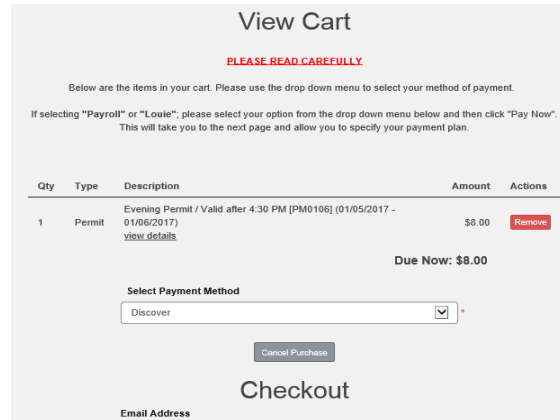 View Cart
PLEASE READ CAREFULLY
Below are the items in your cart. Please use the drop down menu to select your method of payment.
If selecting "Payroll" or "Louie"; please select your option from the drop down menu below and then click "Pay Now".
This will take you to the next page and allow you to specify your payment plan.
Qty Type Description Amount Actions
1 Permit Evening Permit / Valid after 4:30 PM [PM0106] (01/05/2017 -
01/06/2017) $8.00 Remove
view details
Due Now: $8.00
Select Payment Method
Discover *
Cancel Purchase
Checkout
Email Address